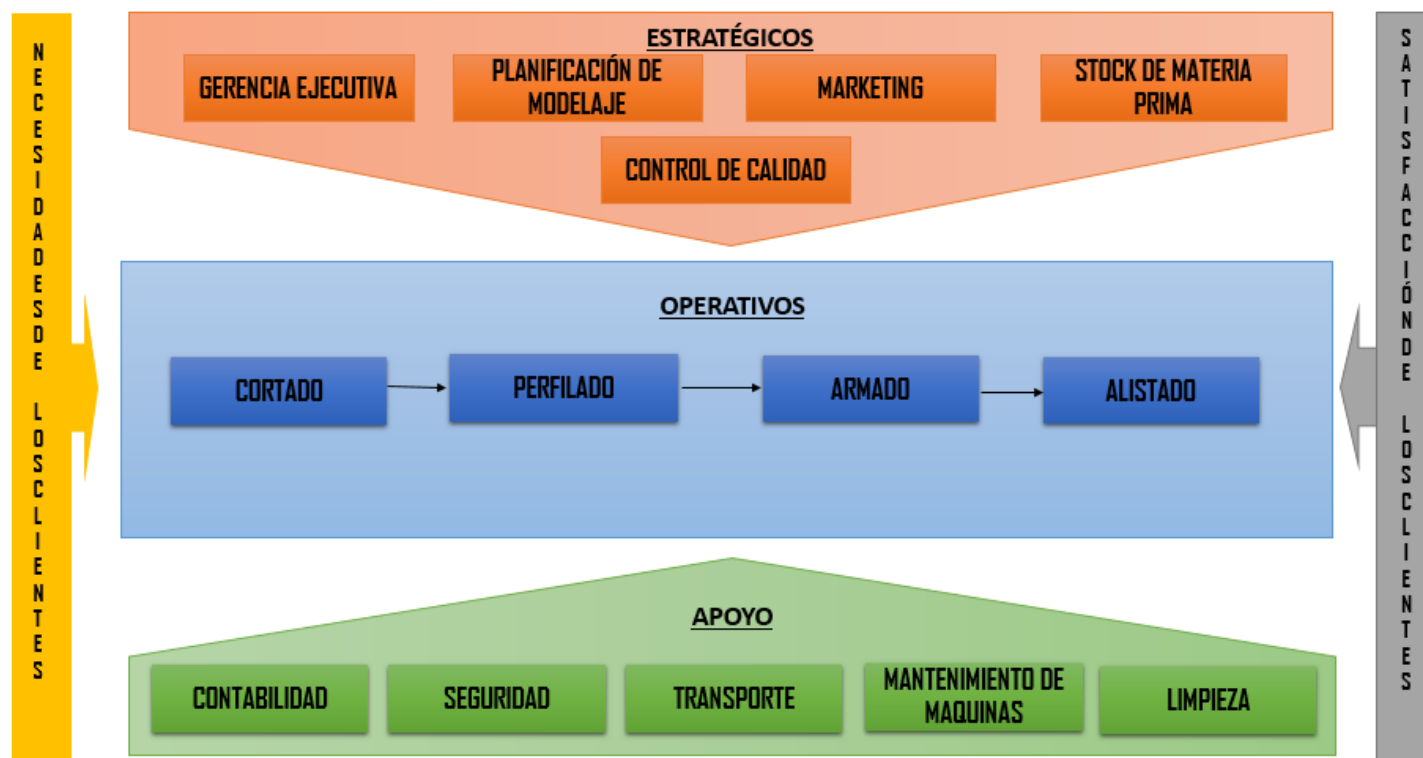 NECESIDADESDE LOSCLIENTES
ESTRATÉGICOS
GERENCIA EJECUTIVA
PLANIFICACIÓN DE
MODELAJE
MARKETING
STOCK DE MATERIA
PRIMA
CONTROL DE CALIDAD
OPERATIVOS
CORTADO
PERFILADO
ARMADO
ALISTADO
APOYO
CONTABILIDAD
SEGURIDAD
TRANSPORTE
MANTENIMIENTO DE
MAQUINAS
LIMPIEZA
SATISFACCIÓNDE LOSCLIENTES